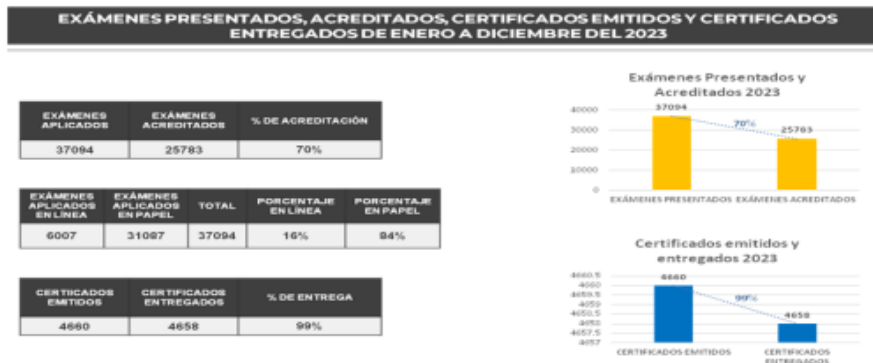 EXÁMENES PRESENTADOS, ACREDITADOS, CERTIFICADOS EMITIDOS Y CERTIFICADOS
ENTREGADOS DE ENERO A DICIEMBRE DEL 2023
EXÁMENES APLICADOS EXÁMENES ACREDITADOS % DE ACREDITACIÓN
37094 25783 70%
EXÁMENES APLICADOS EN LÍNEA EXÁMENES APLICADOS EN PAPEL TOTAL PORCENTAJE EN LÍNEA PORCENTAJE EN PAPEL
6007 31087 37094 16% 84%
CERTIICADOS EMITIDOS CERTIFICADOS ENTREGADOS % DE ENTREGA
4660 4658 99%
Exámenes Presentados y
Acreditados 2023
40000
30000
20000
10000
0
37094
70%
25783
EXÁMENES PRESENTADOS EXÁMENES ACREDITADOS
Certificados emitidos y
entregados 2023
4660.5
4660
4659.5
4659
4658.5
4658
4657.5
4657
4660
99%
4658
CERTIFICADOS EMITIDOS CERTIFICADOS
ENTREGADOS